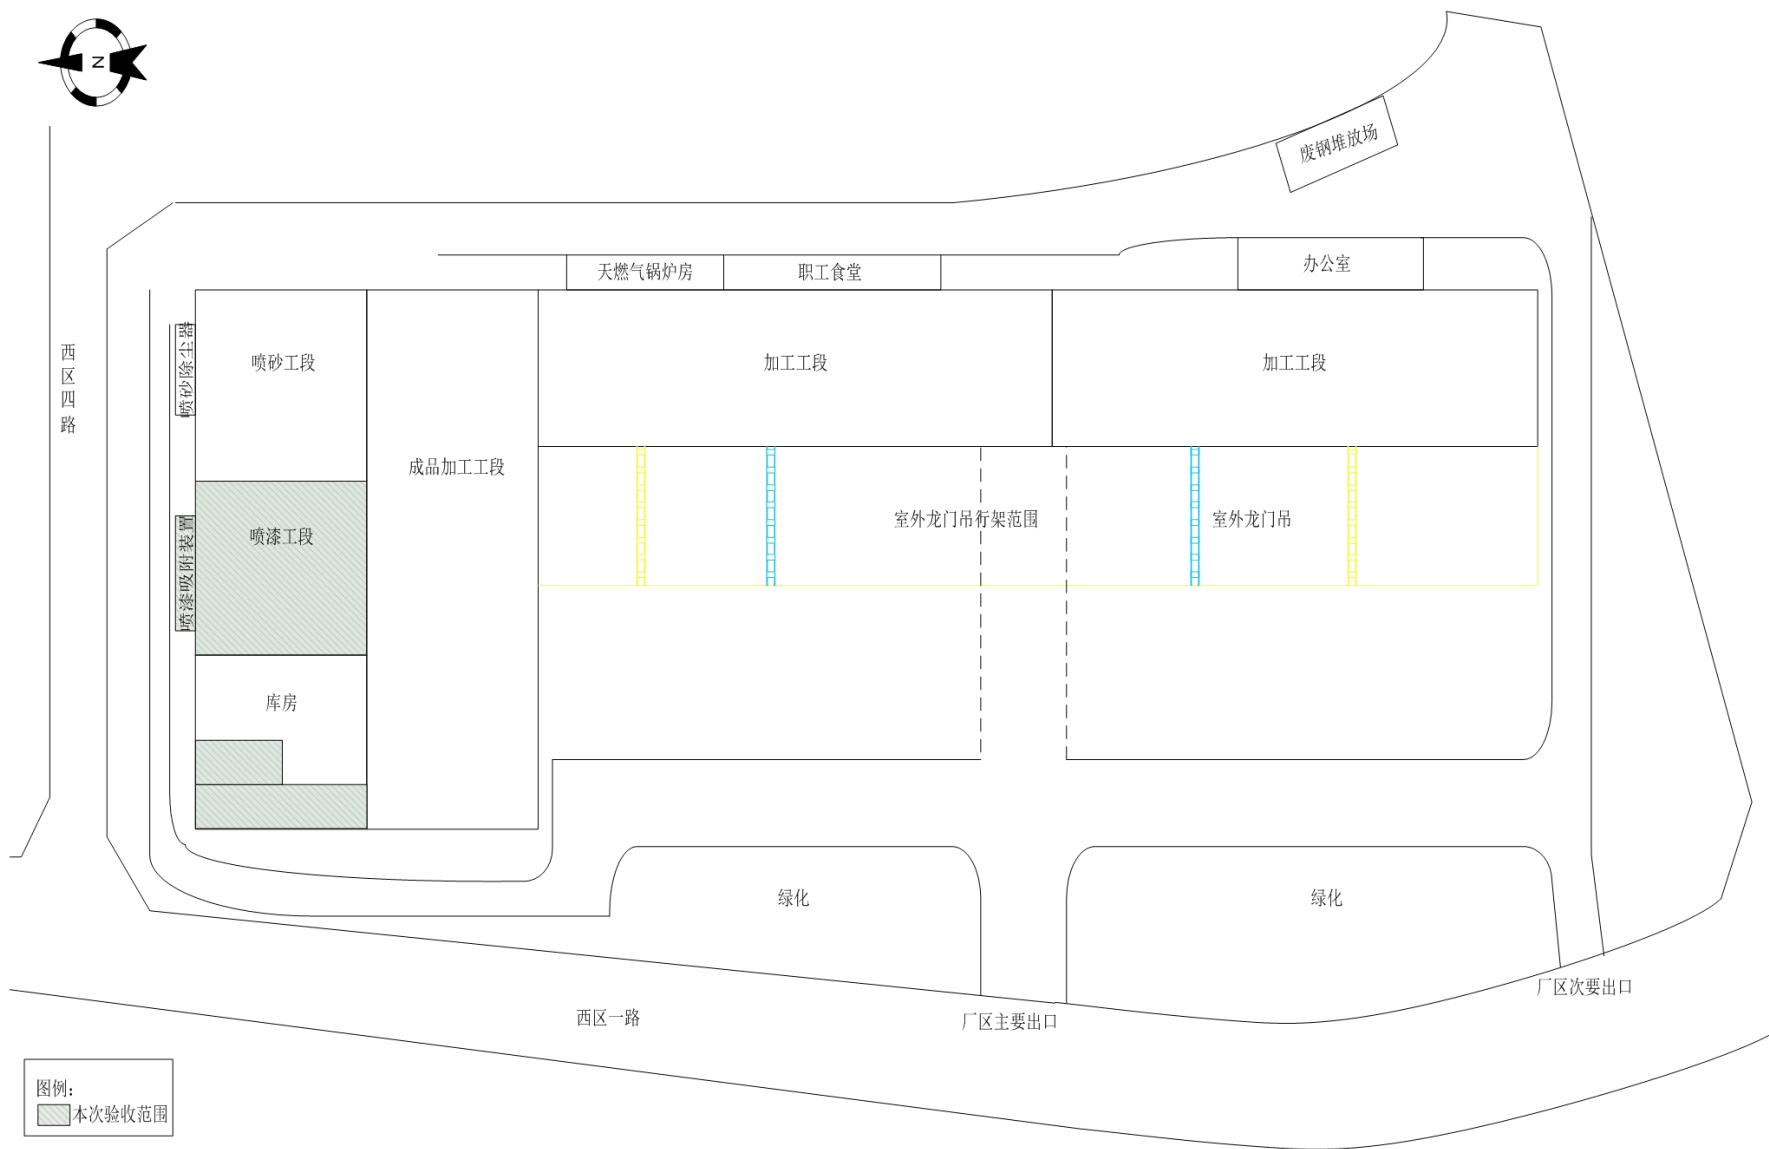 N
废钢堆放场
天燃气锅炉房
职工食堂
办公室
西区四路
喷砂除尘器
喷砂工段
加工工段
加工工段
成品加工工段
喷漆吸附装置
喷漆工段
室外龙门吊行架范围
室外龙门吊
库房
绿化
绿化
厂区次要出口
西区一路
厂区主要出口
图例:
本次验收范围